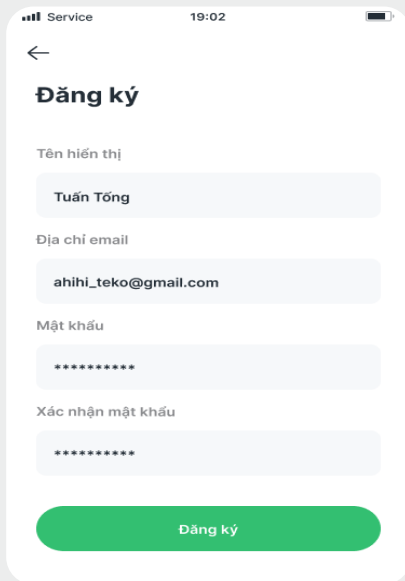 Service
19:02
Đăng ký
Tên hiển thị
Tuấn Tống
Địa chỉ email
ahihi_teko@gmail.com
Mật khẩu
**********
Xác nhận mật khẩu
**********
Đăng ký